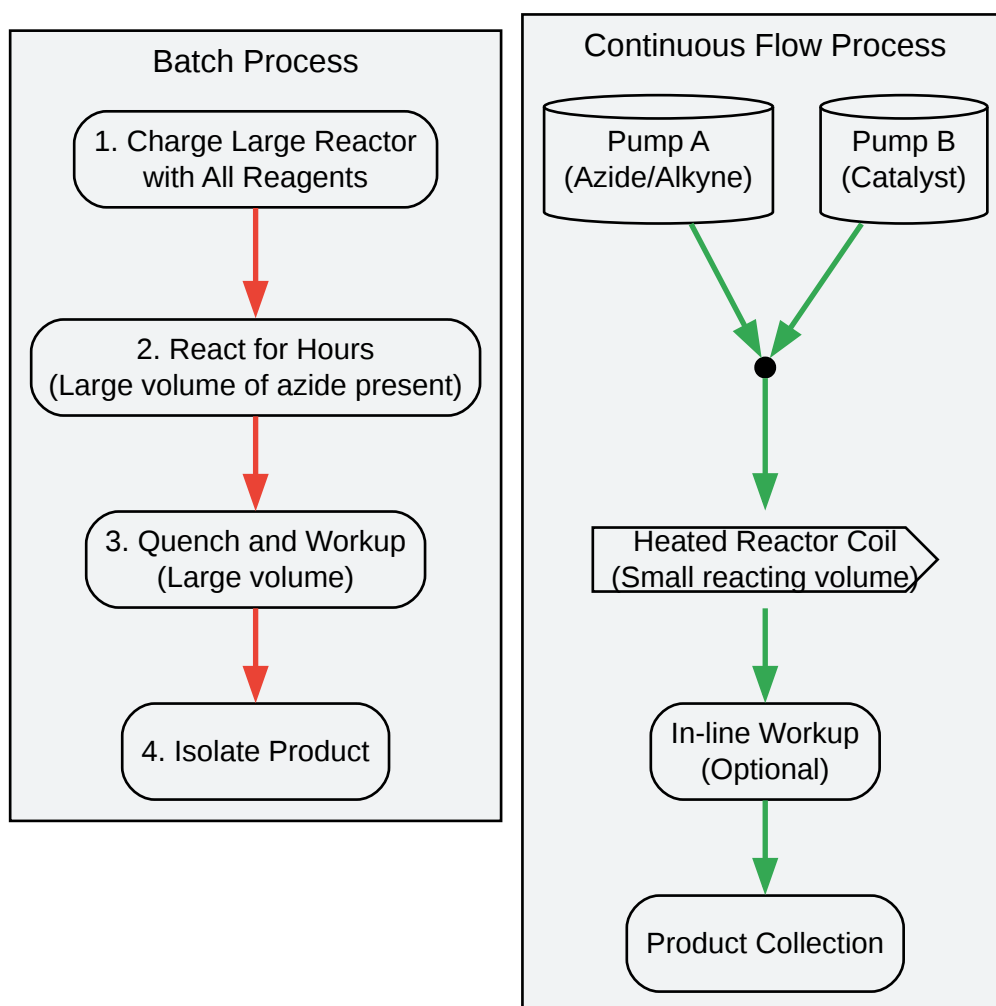 Batch Process
1. Charge Large Reactor
with All Reagents
2. React for Hours
(Large volume of azide present)
3. Quench and Workup
(Large volume)
4. Isolate Product
Continuous Flow Process
Pump A
(Azide/Alkyne)
Pump B
(Catalyst)
Heated Reactor Coil
(Small reacting volume)
In-line Workup
(Optional)
Product Collection